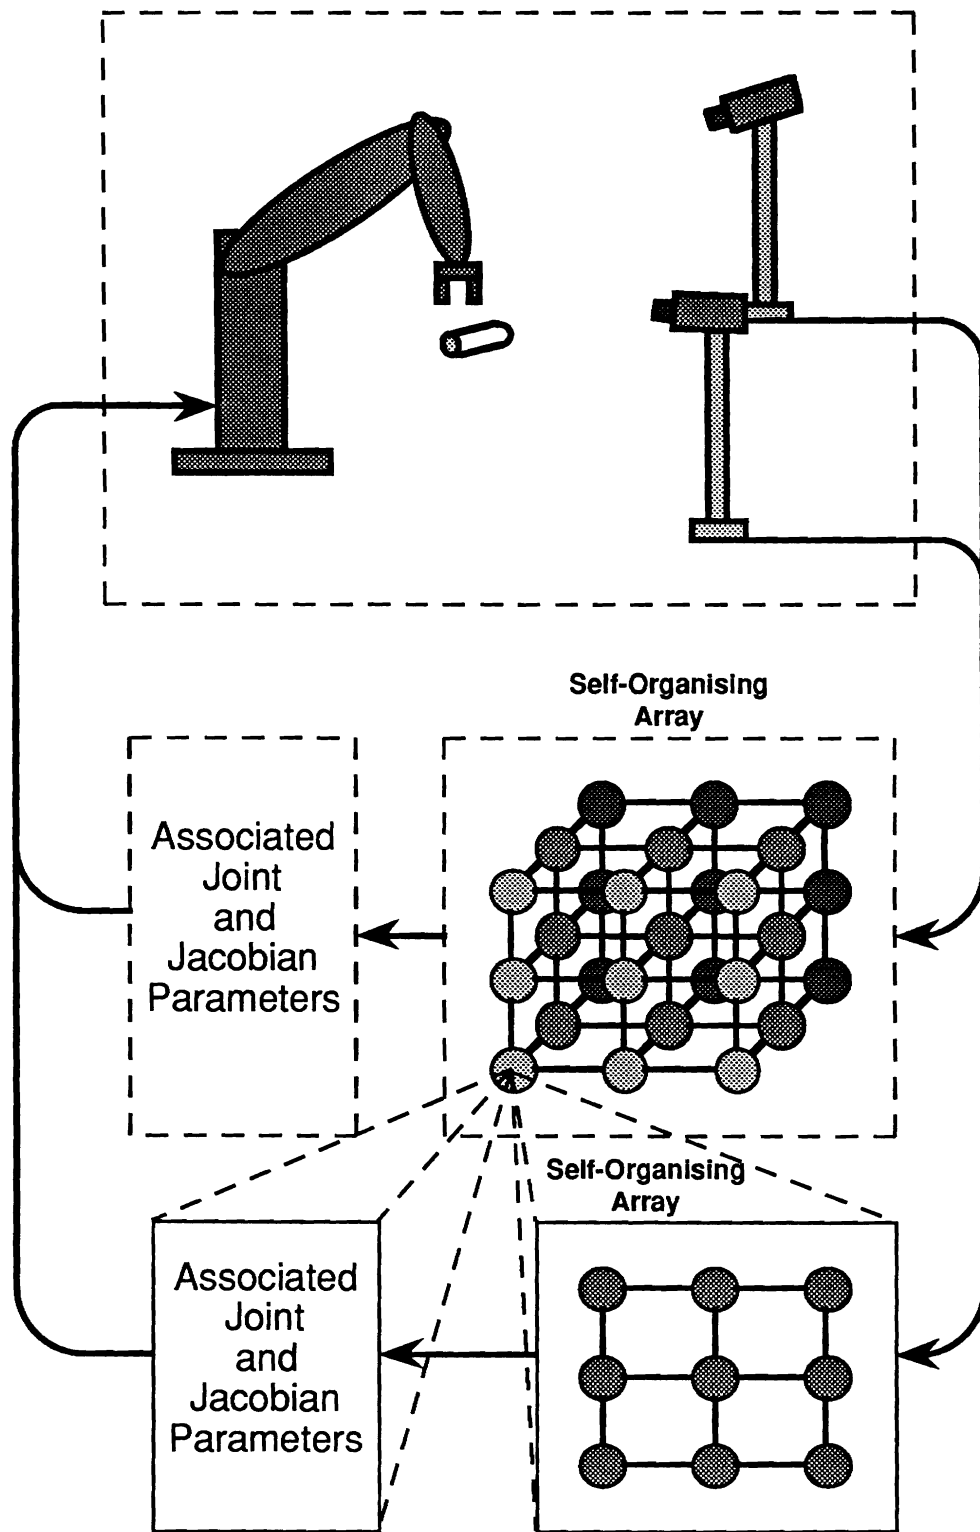 Self-Organising
Array
Associated
Joint
and
Jacobian
Parameters
Self-Organising
Array
Associated
Joint
and
Jacobian
Parameters